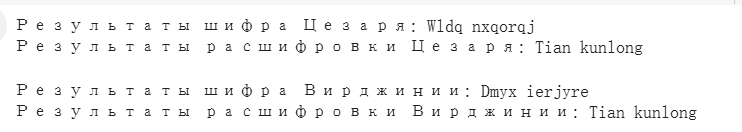 Результаты шифра Цезаря: Wldq nxqorqj
Результаты расшифровки Цезаря: Tian kunlong
Результаты шифра Вирджинии: Dmyx ierjyre
Результаты расшифровки Вирджинии: Tian kunlong